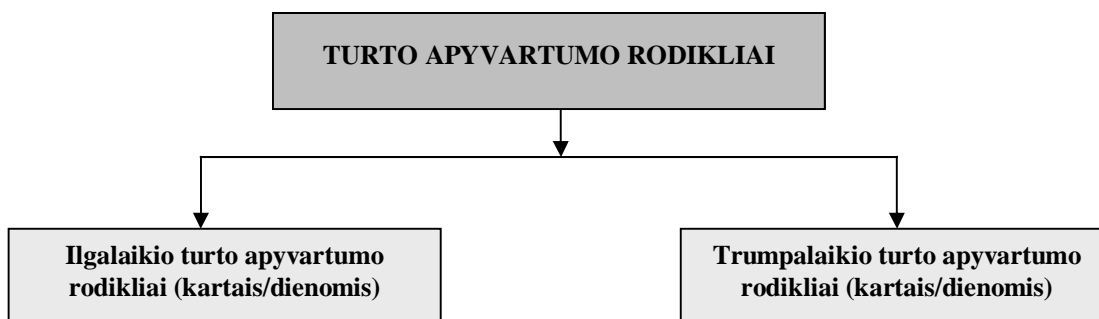 TURTO APYVARTUMO RODIKLIAI
Ilgalaikio turto apyvartumo
rodikliai (kartais/dienomis)
Trumpalaikio turto apyvartumo
rodikliai (kartais/dienomis)